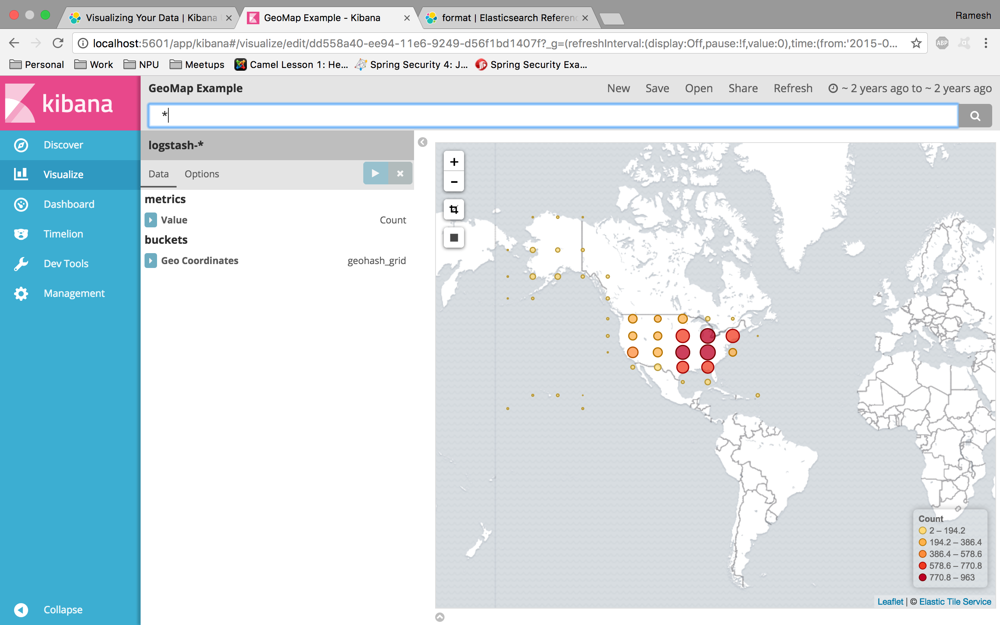 Visualizing Your Data | Kibana
GeoMap Example - Kibana
format | Elasticsearch Referenc
Ramesh
localhost:5601/app/kibana#/visualize/edit/dd558a40-ee94-11e6-9249-d56f1bd1407f?_g=(refreshInterval:(display:Off,pause:!f,value:0),time:(from:'2015-0...
ABP
Personal Work NPU Meetups Camel Lesson 1: He... Spring Security 4: J... Spring Security Exa...
kibana
GeoMap Example
New Save Open Share Refresh ~ 2 years ago to ~ 2 years ago
*
Discover
Visualize
Dashboard
Timelion
Dev Tools
Management
Collapse
logstash-*
Data Options
metrics
Value Count
buckets
Geo Coordinates geohash_grid
+
−
Count
2 – 194.2
194.2 – 386.4
386.4 – 578.6
578.6 – 770.8
770.8 – 963
Leaflet | © Elastic Tile Service